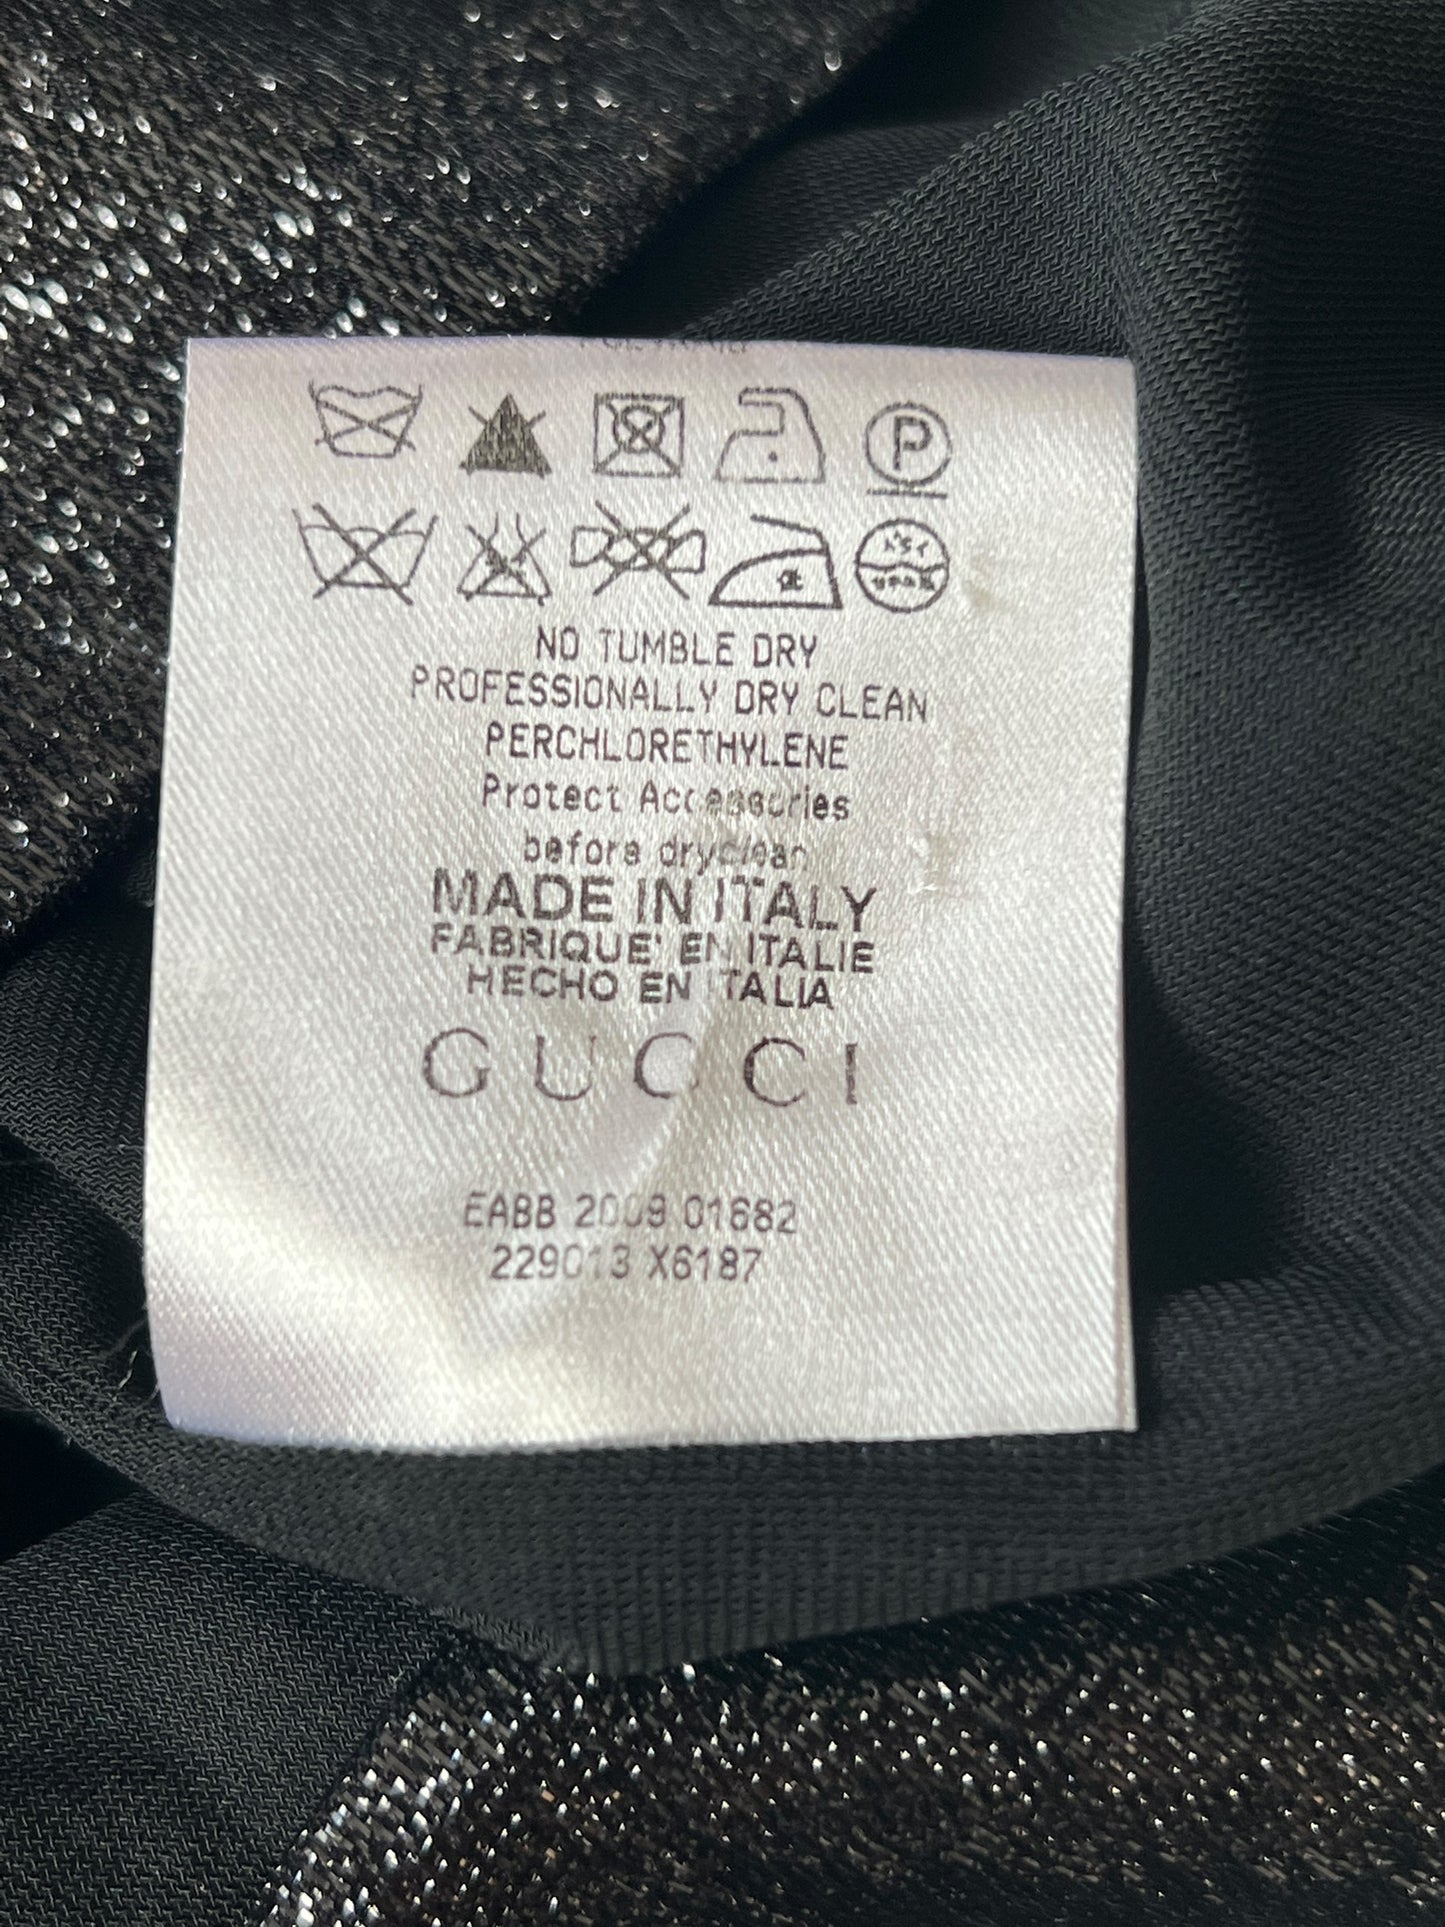 P
NO TUMBLE DRY
PROFESSIONALLY DRY CLEAN
PERCHLORETHYLENE
Protect Accessories
before dryclean
MADE IN ITALY
FABRIQUE' EN ITALIE
HECHO EN ITALIA
GUCCI
EABB 2009 01682
229013 X6187